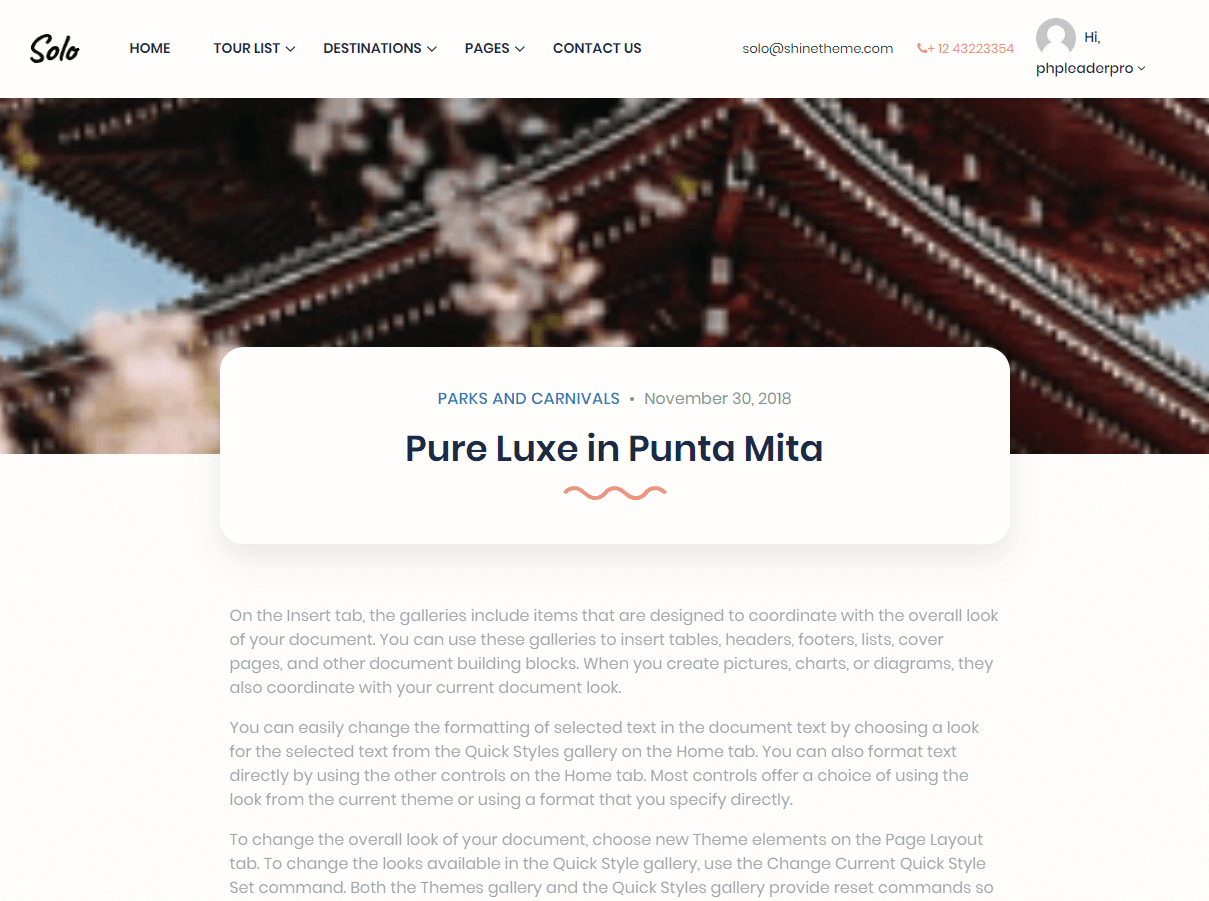 Solo
HOME
TOUR LIST
DESTINATIONS
PAGES
CONTACT US
solo@shinetheme.com
+ 12 43223354
Hi,
phpleaderpro
PARKS AND CARNIVALS • November 30, 2018
Pure Luxe in Punta Mita
On the Insert tab, the galleries include items that are designed to coordinate with the overall look
of your document. You can use these galleries to insert tables, headers, footers, lists, cover
pages, and other document building blocks. When you create pictures, charts, or diagrams, they
also coordinate with your current document look.
You can easily change the formatting of selected text in the document text by choosing a look
for the selected text from the Quick Styles gallery on the Home tab. You can also format text
directly by using the other controls on the Home tab. Most controls offer a choice of using the
look from the current theme or using a format that you specify directly.
To change the overall look of your document, choose new Theme elements on the Page Layout
tab. To change the looks available in the Quick Style gallery, use the Change Current Quick Style
Set command. Both the Themes gallery and the Quick Styles gallery provide reset commands so